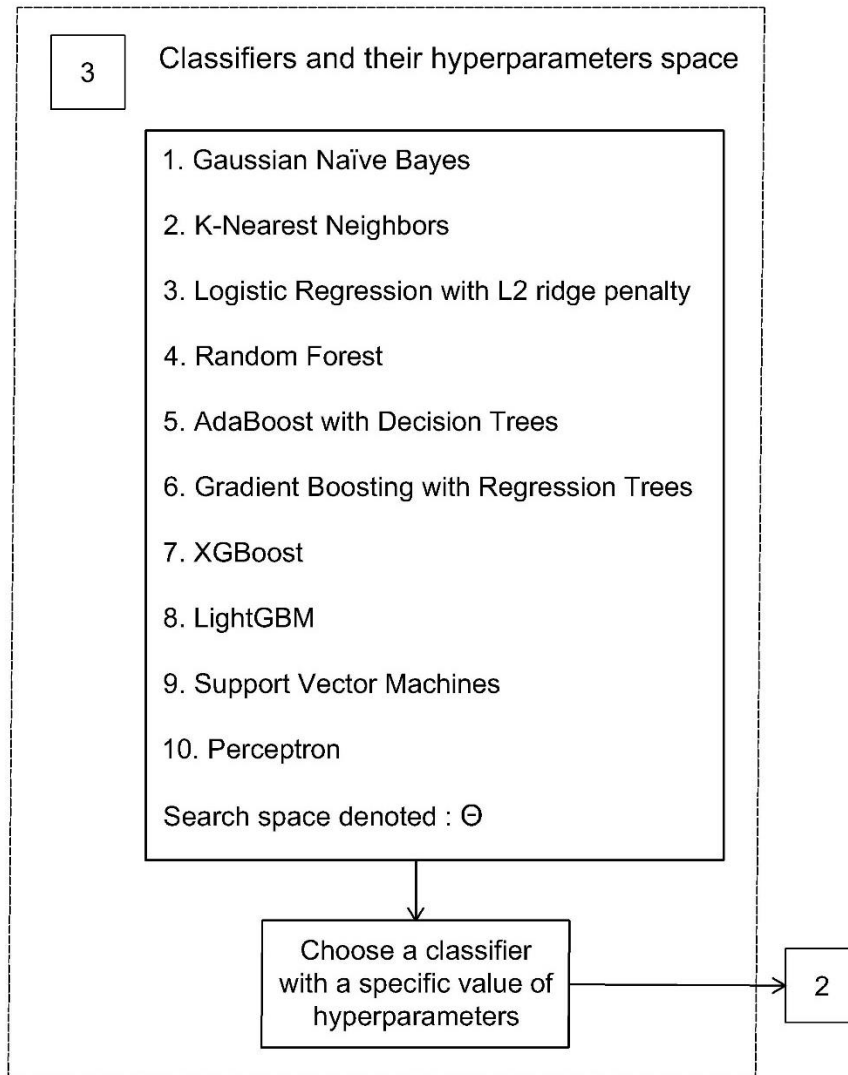 3
Classifiers and their hyperparameters space
1. Gaussian Naïve Bayes
2. K-Nearest Neighbors
3. Logistic Regression with L2 ridge penalty
4. Random Forest
5. AdaBoost with Decision Trees
6. Gradient Boosting with Regression Trees
7. XGBoost
8. LightGBM
9. Support Vector Machines
10. Perceptron
Search space denoted : Θ
Choose a classifier
with a specific value of
hyperparameters
2